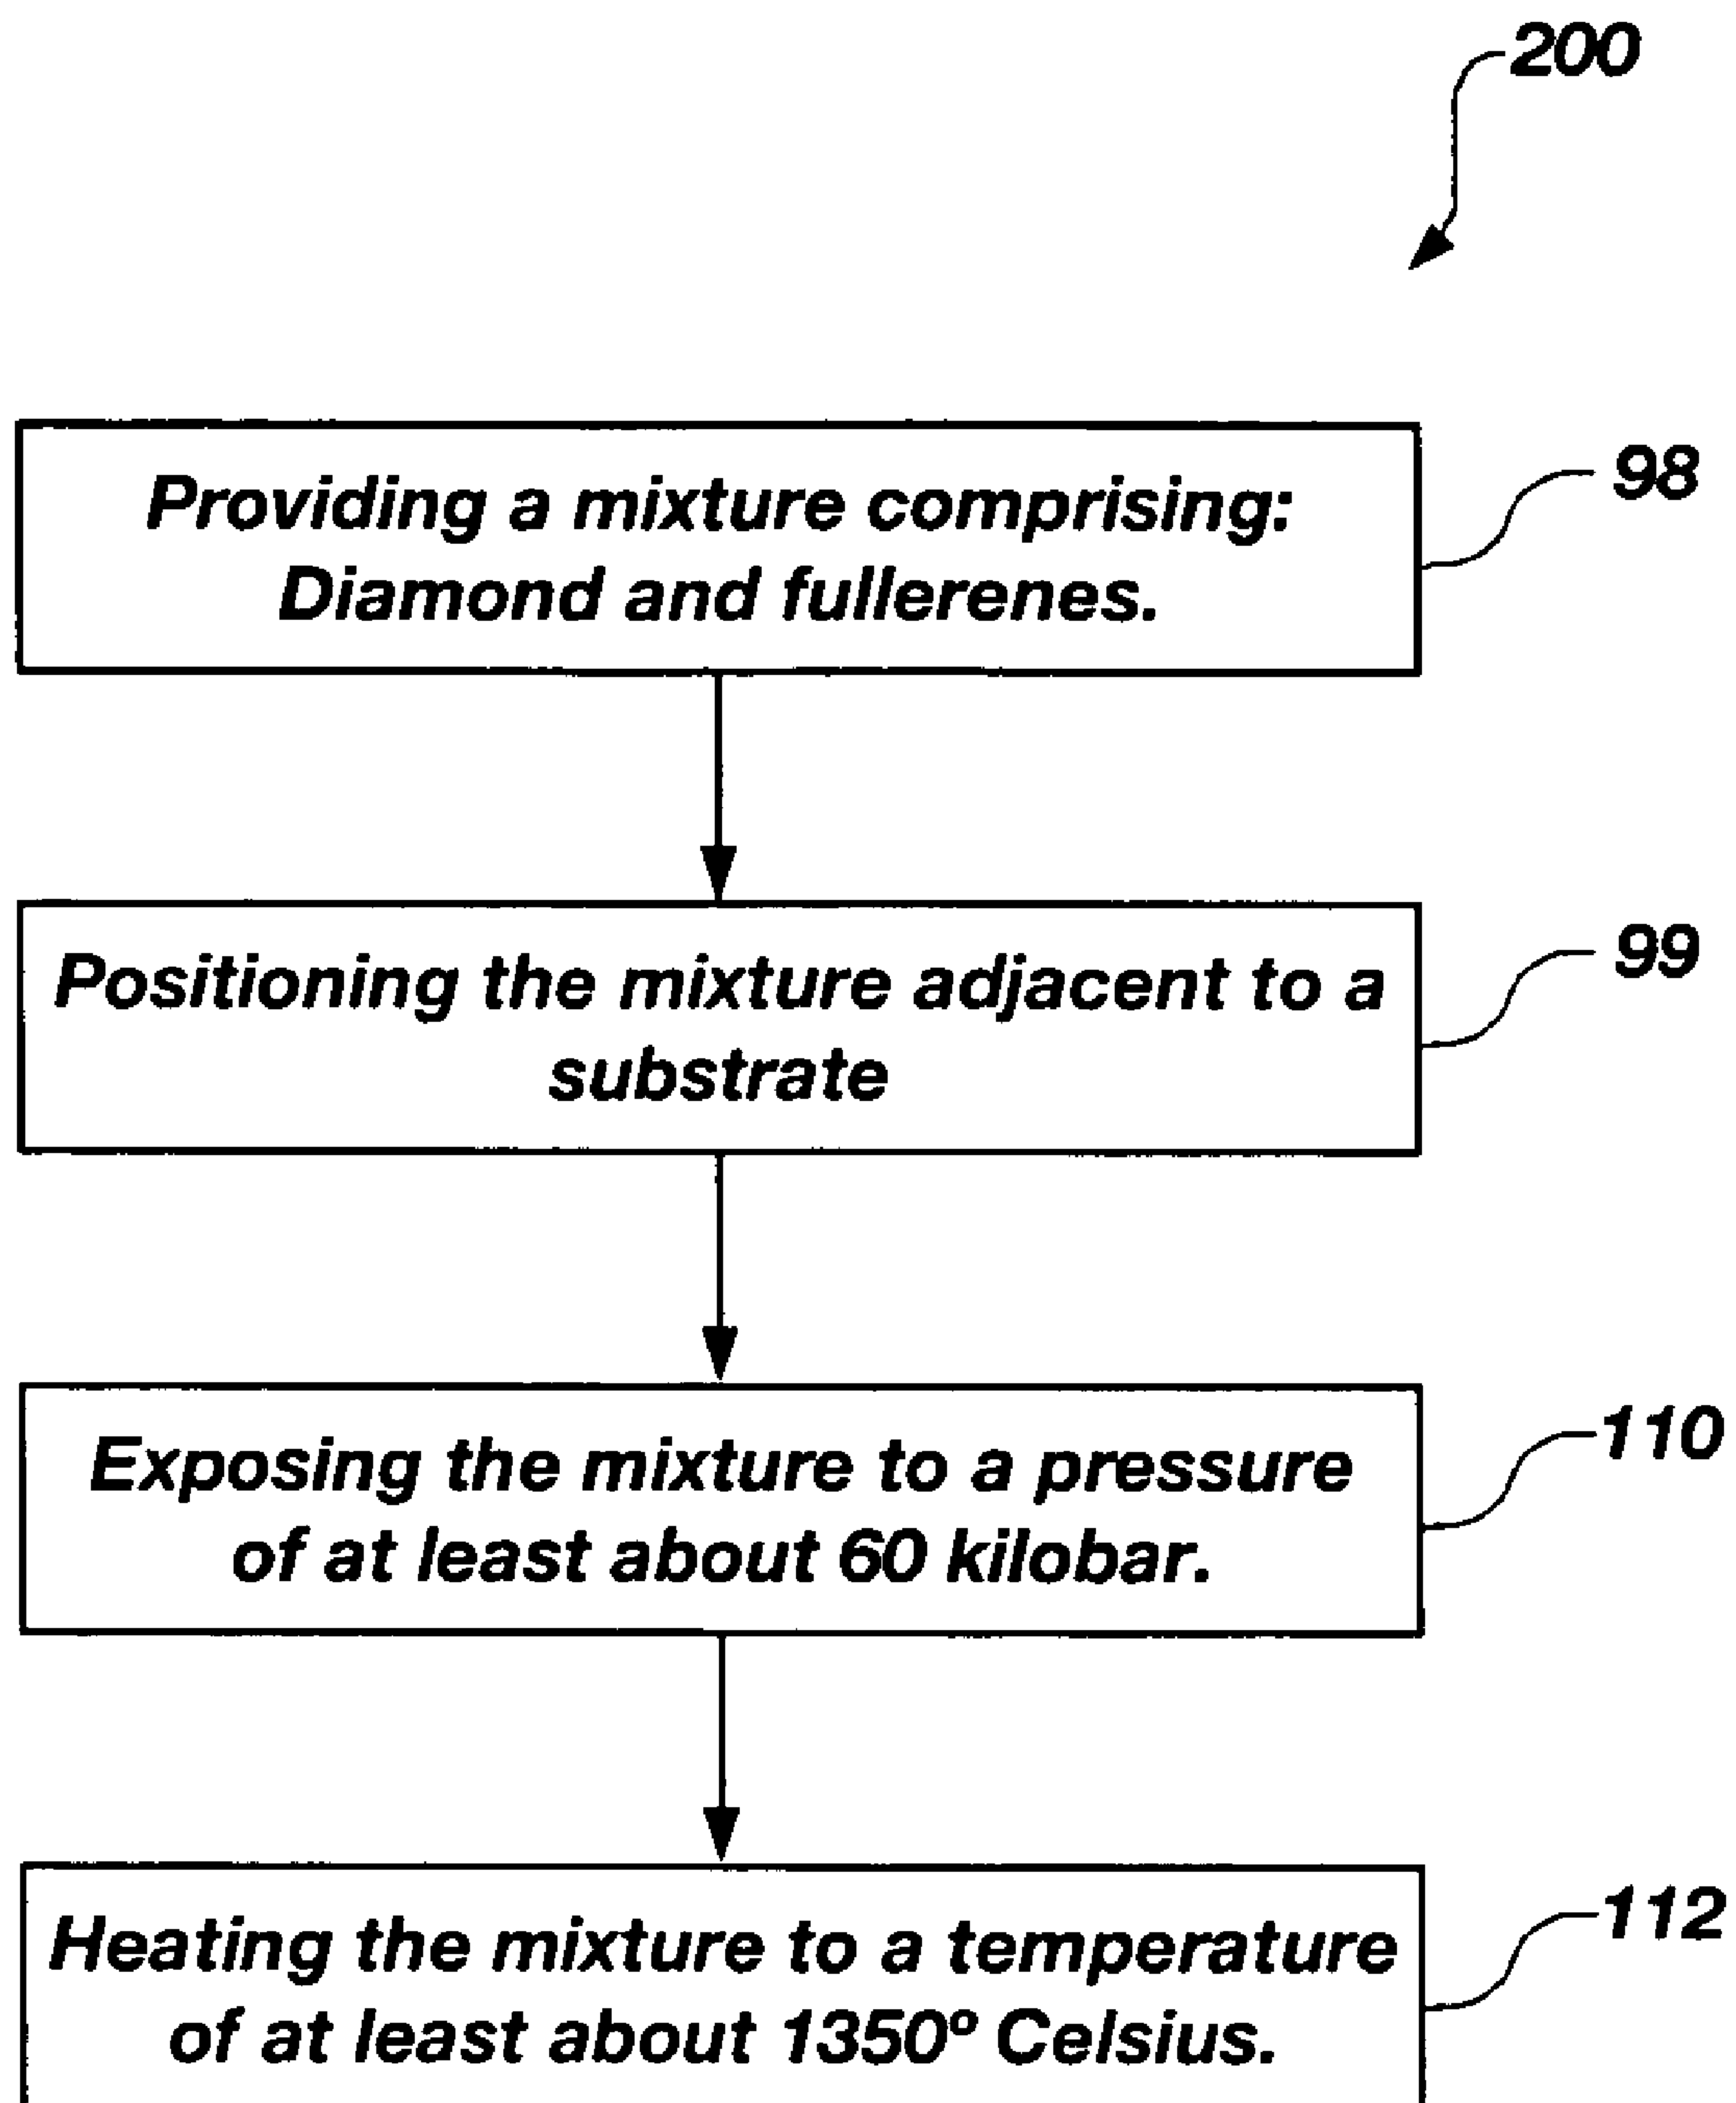 200
Providing a mixture comprising:
Diamond and fullerenes.
98
Positioning the mixture adjacent to a
substrate
99
Exposing the mixture to a pressure
of at least about 60 kilobar.
110
Heating the mixture to a temperature
of at least about 1350º Celsius.
112